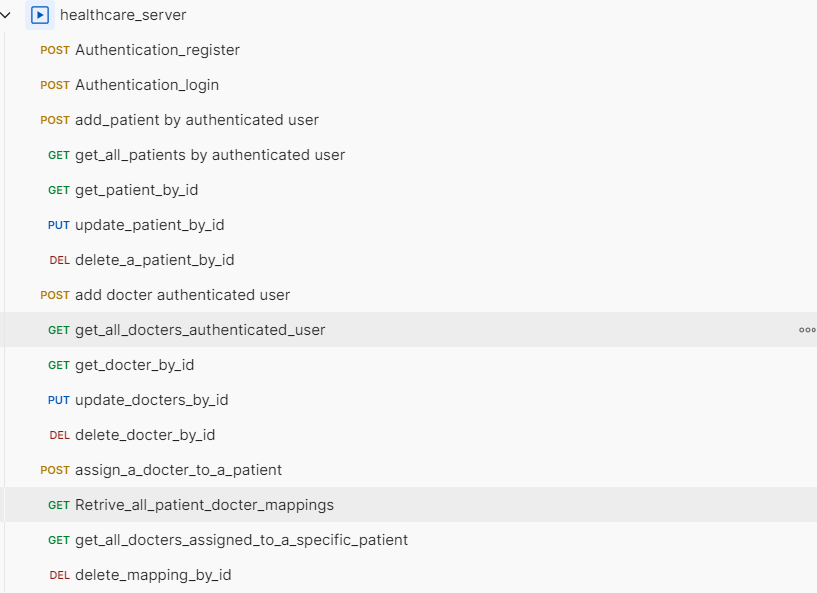 healthcare_server
POST Authentication_register
POST Authentication_login
POST add_patient by authenticated user
GET get_all_patients by authenticated user
GET get_patient_by_id
PUT update_patient_by_id
DEL delete_a_patient_by_id
POST add docter authenticated user
GET get_all_docters_authenticated_user
GET get_docter_by_id
PUT update_docters_by_id
DEL delete_docter_by_id
POST assign_a_docter_to_a_patient
GET Retrive_all_patient_docter_mappings
GET get_all_docters_assigned_to_a_specific_patient
DEL delete_mapping_by_id